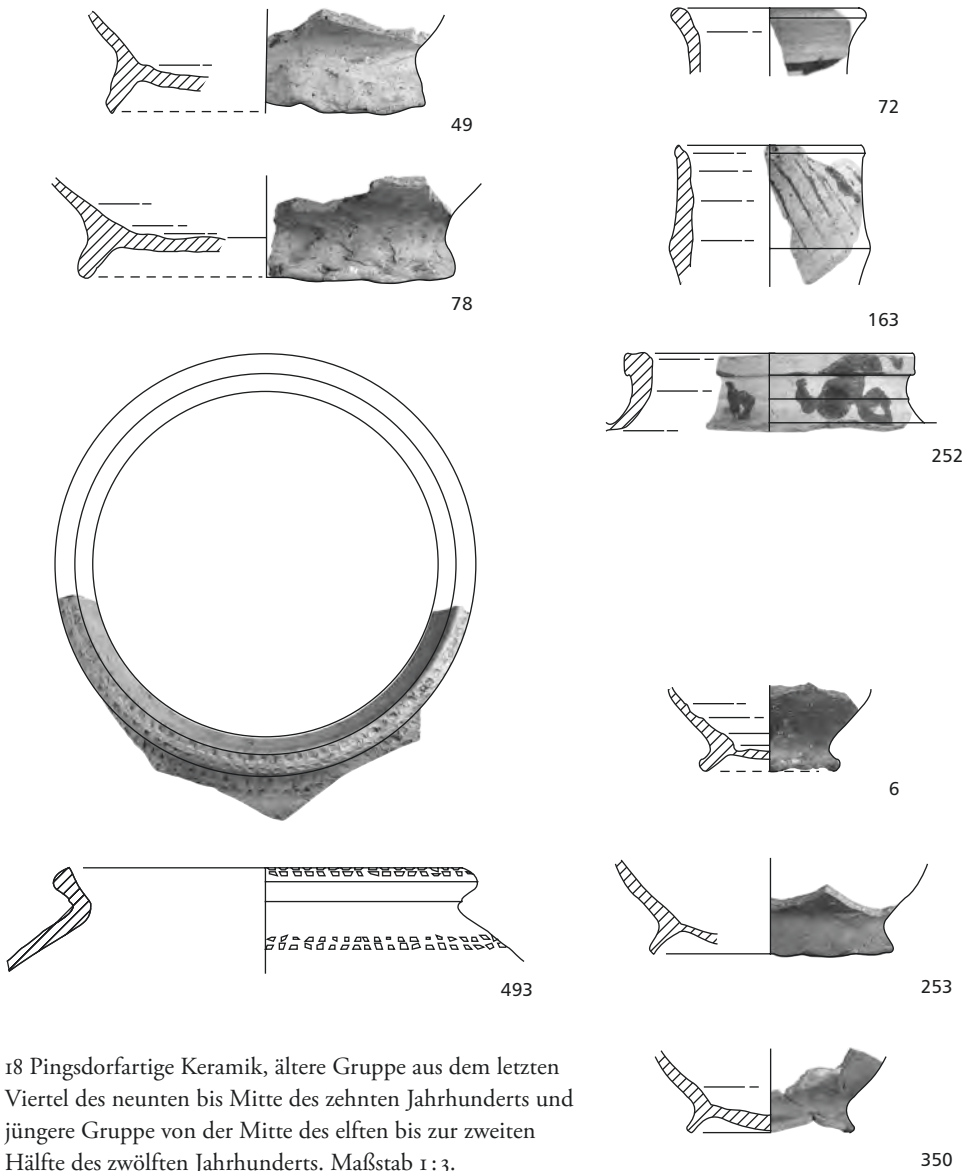 49
72
78
163
252
6
493
253
18 Pingsdorfartige Keramik, ältere Gruppe aus dem letzten
Viertel des neunten bis Mitte des zehnten Jahrhunderts und
jüngere Gruppe von der Mitte des elften bis zur zweiten
Hälfte des zwölften Jahrhunderts. Maßstab 1 : 3.
350